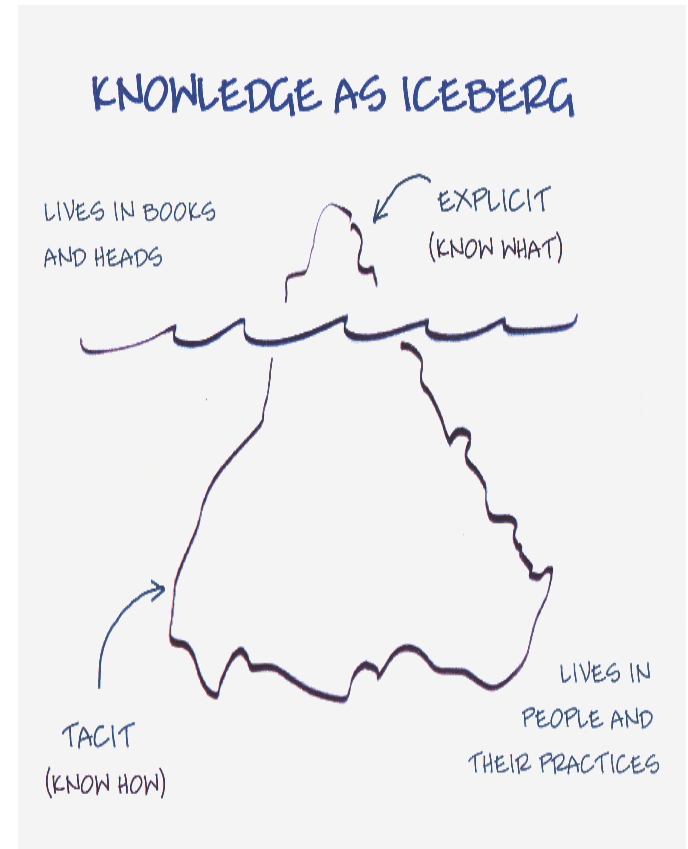 KNOWLEDGE AS ICEBERG
LIVES IN BOOKS
AND HEADS
EXPLICIT
(KNOW WHAT)
TACIT
(KNOW HOW)
LIVES IN
PEOPLE AND
THEIR PRACTICES